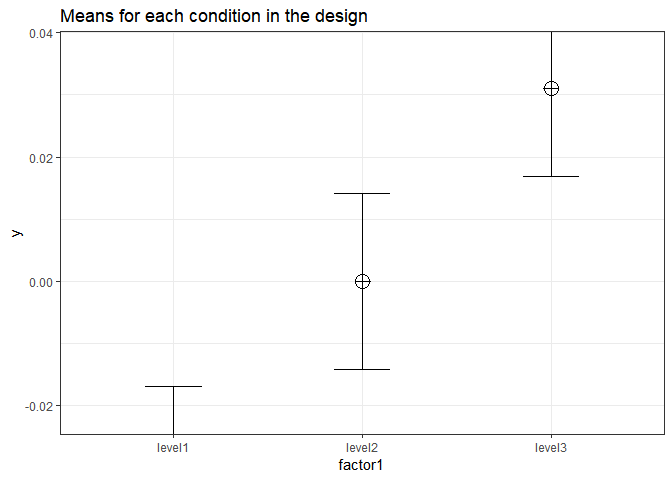 Means for each condition in the design
0.04
0.02
0.00
-0.02
y
level1 level2 level3
factor1